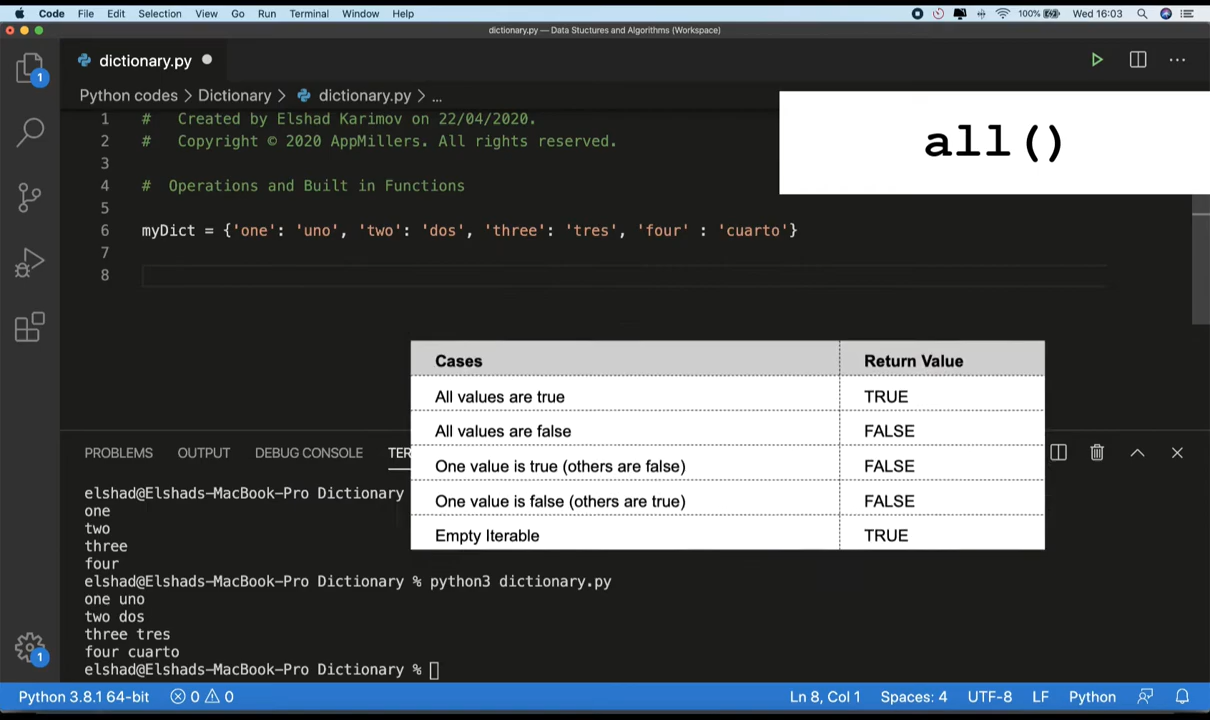 Code File Edit Selection View Go Run Terminal Window Help 100% Wed 16:03
dictionary.py — Data Stuctures and Algorithms (Workspace)
dictionary.py
1
Python codes > Dictionary > dictionary.py > ...
all()
1 # Created by Elshad Karimov on 22/04/2020.
2 # Copyright © 2020 AppMillers. All rights reserved.
3
4 # Operations and Built in Functions
5
6 myDict = {'one': 'uno', 'two': 'dos', 'three': 'tres', 'four' : 'cuarto'}
7
8
Cases Return Value
All values are true TRUE
All values are false FALSE
One value is true (others are false) FALSE
One value is false (others are true) FALSE
Empty Iterable TRUE
PROBLEMS OUTPUT DEBUG CONSOLE TER
elshad@Elshads-MacBook-Pro Dictionary
one
two
three
four
elshad@Elshads-MacBook-Pro Dictionary % python3 dictionary.py
one uno
two dos
three tres
four cuarto
elshad@Elshads-MacBook-Pro Dictionary %
1
Python 3.8.1 64-bit 0 0 Ln 8, Col 1 Spaces: 4 UTF-8 LF Python